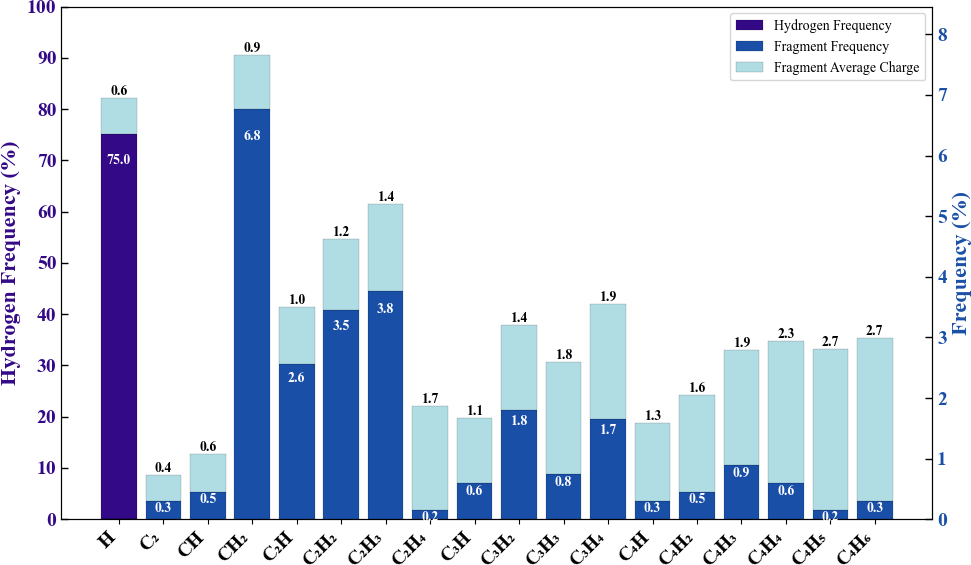 Hydrogen Frequency (%)
100
90
80
70
60
50
40
30
20
10
0
Hydrogen Frequency
Fragment Frequency
Fragment Average Charge
0.6
75.0
0.4
0.3
0.6
0.5
0.9
6.8
1.0
2.6
1.2
3.5
1.4
3.8
1.7
0.2
1.1
0.6
1.4
1.8
1.8
0.8
1.9
1.7
1.3
0.3
1.6
0.5
1.9
0.9
2.3
0.6
2.7
0.2
2.7
0.3
H
C₂
CH
CH₂
C₂H
C₂H₂
C₂H₃
C₂H₄
C₃H
C₃H₂
C₃H₃
C₃H₄
C₄H
C₄H₂
C₄H₃
C₄H₄
C₄H₅
C₄H₆
8
7
6
5
4
3
2
1
0
Frequency (%)